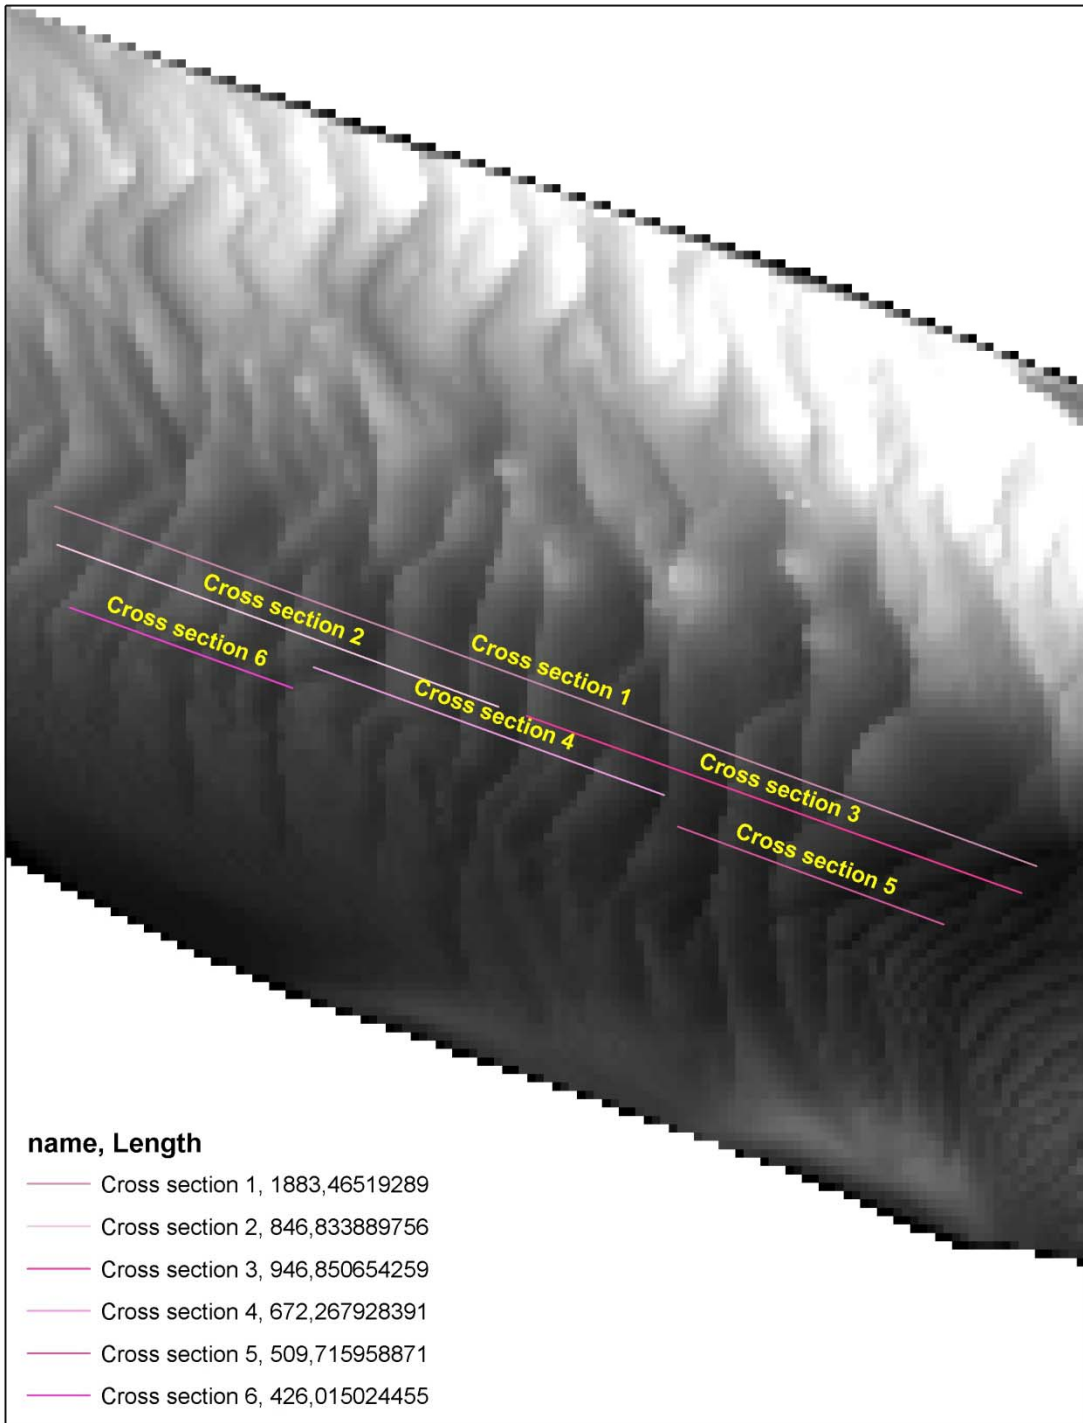 Cross section 2
Cross section 6
Cross section 1
Cross section 4
Cross section 3
Cross section 5
name, Length
Cross section 1, 1883,46519289
Cross section 2, 846,833889756
Cross section 3, 946,850654259
Cross section 4, 672,267928391
Cross section 5, 509,715958871
Cross section 6, 426,015024455